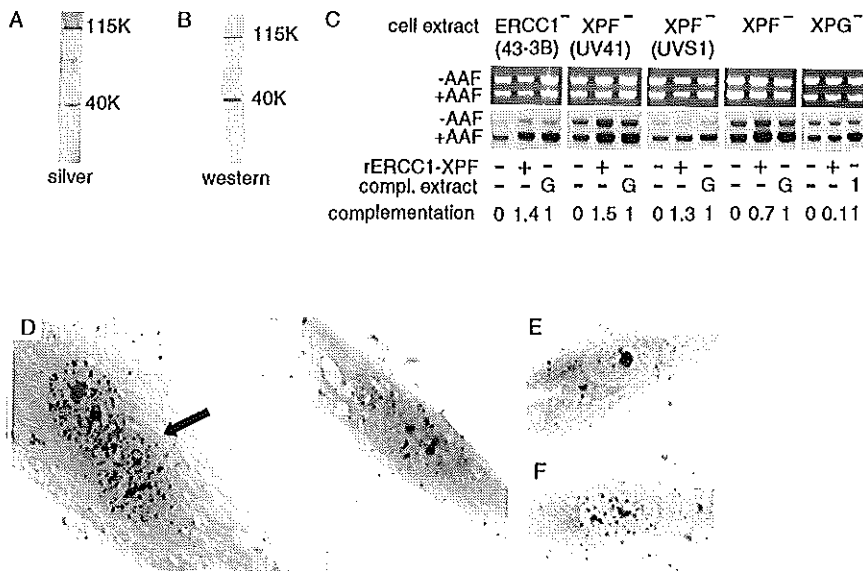 A
115K
40K
silver
B
115K
40K
western
C
cell extract ERCC1⁻ XPF⁻ XPF⁻ XPF⁻ XPG⁻
(43-3B) (UV41) (UVS1)
-AAF
+AAF
-AAF
+AAF
rERCC1-XPF - + - - + - - + - - + - - + -
compl. extract - - G - - G - - G - - G - - 1
complementation 0 1,4 1 0 1.5 1 0 1.3 1 0 0.7 1 0 0.11
D
E
F